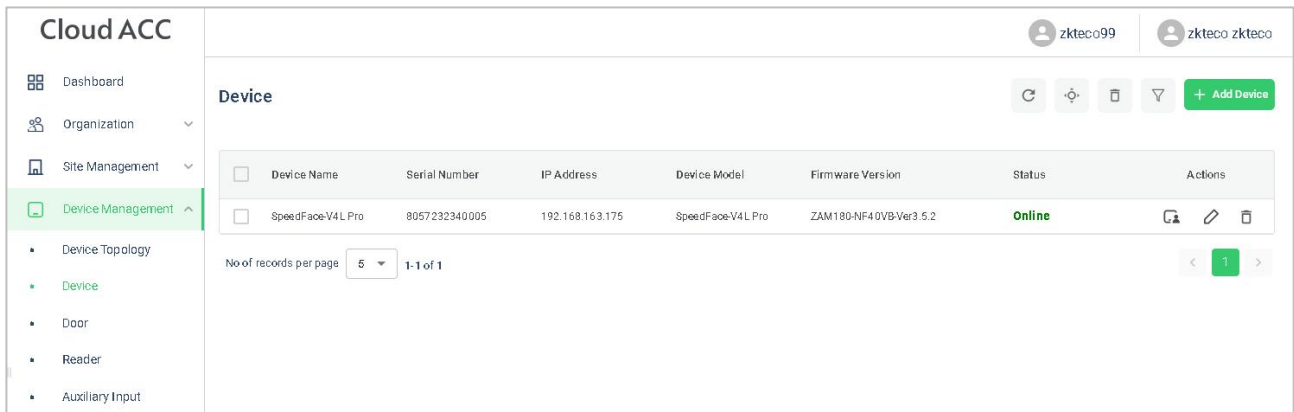 Cloud ACC
zkteco99
zkteco zkteco
Dashboard
Organization
Site Management
Device Management
Device Topology
Device
Door
Reader
Auxiliary Input
Device
+ Add Device
Device Name Serial Number IP Address Device Model Firmware Version Status Actions
SpeedFace-V4L Pro 8057232340005 192.168.163.175 SpeedFace-V4L Pro ZAM180-NF40VB-Ver3.5.2 Online
No of records per page 5 1-1 of 1
< 1 >